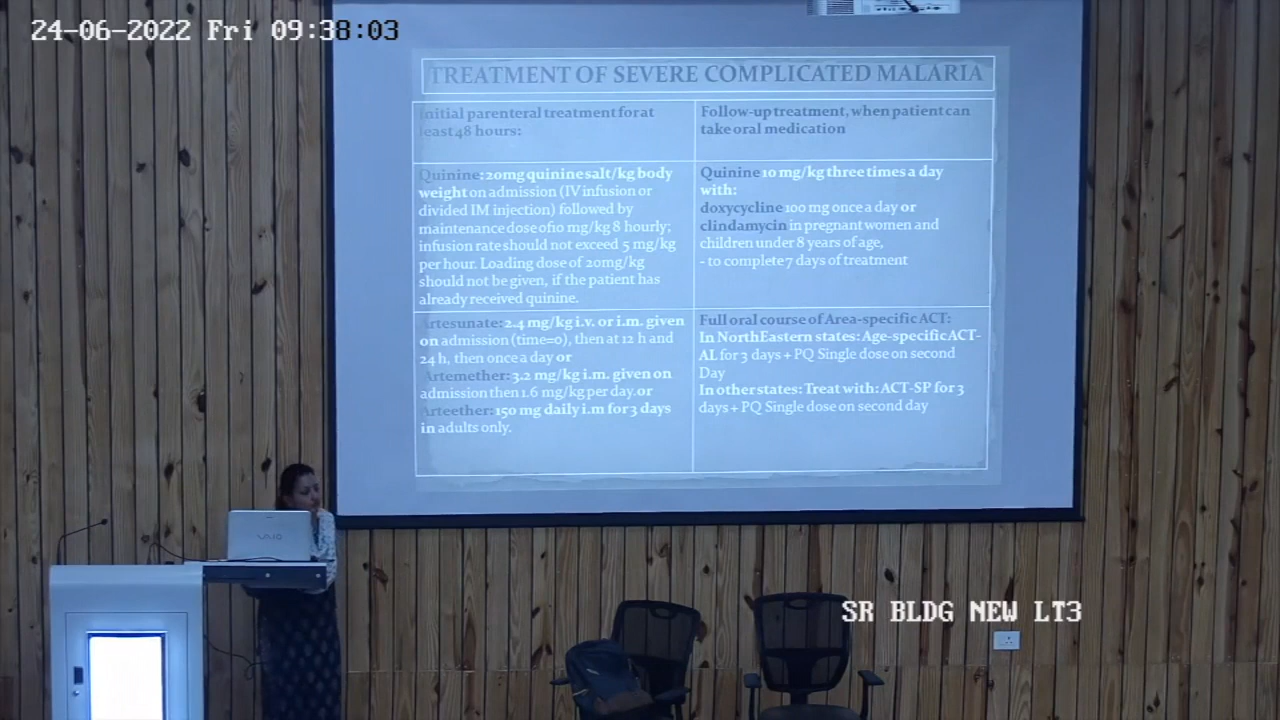 24-06-2022 Fri 09:38:03
TREATMENT OF SEVERE COMPLICATED MALARIA
Initial parenteral treatment for at
least 48 hours:
Follow-up treatment, when patient can
take oral medication
Quinine: 20mg quinine salt/kg body
weight on admission (IV infusion or
divided IM injection) followed by
maintenance dose of10 mg/kg 8 hourly;
infusion rate should not exceed 5 mg/kg
per hour. Loading dose of 20mg/kg
should not be given, if the patient has
already received quinine.
Quinine 10 mg/kg three times a day
with:
doxycycline 100 mg once a day or
clindamycin in pregnant women and
children under 8 years of age,
- to complete 7 days of treatment
Artesunate: 2.4 mg/kg i.v. or i.m. given
on admission (time=0), then at 12 h and
24 h, then once a day or
Artemether: 3.2 mg/kg i.m. given on
admission then 1.6 mg/kg per day.or
Arteether: 150 mg daily i.m for 3 days
in adults only.
Full oral course of Area-specific ACT:
In NorthEastern states: Age-specific ACT-
AL for 3 days + PQ Single dose on second
Day
In other states: Treat with: ACT-SP for 3
days + PQ Single dose on second day
VAIO
SR BLDG NEW LT3